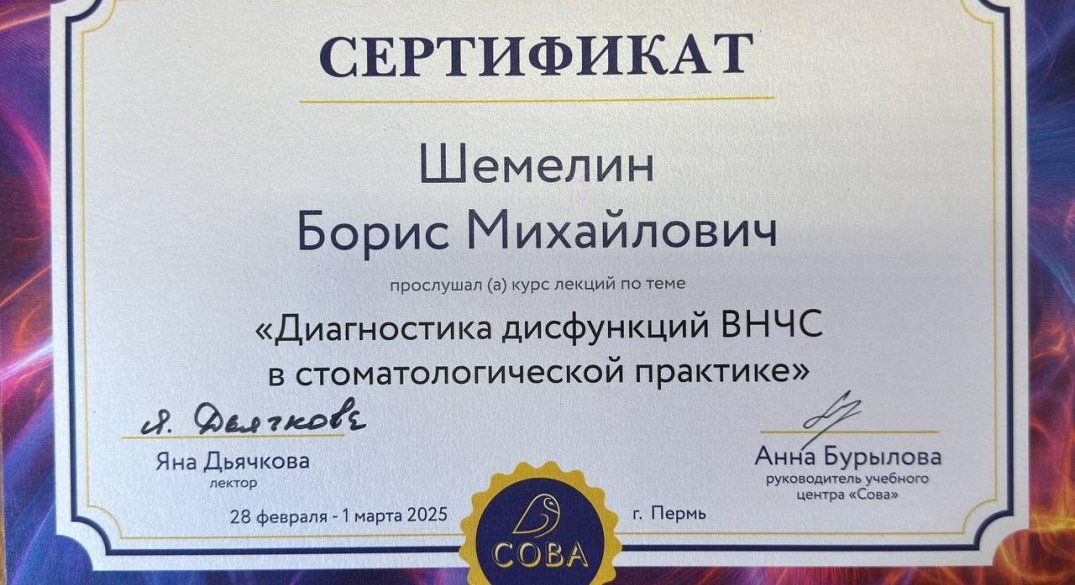 СЕРТИФИКАТ
Шемелин
Борис Михайлович
прослушал (а) курс лекций по теме
«Диагностика дисфункций ВНЧС
в стоматологической практике»
Я. Дьячкова
Яна Дьячкова
лектор
Анна Бурылова
руководитель учебного
центра «Сова»
28 февраля - 1 марта 2025
г. Пермь
СОВА